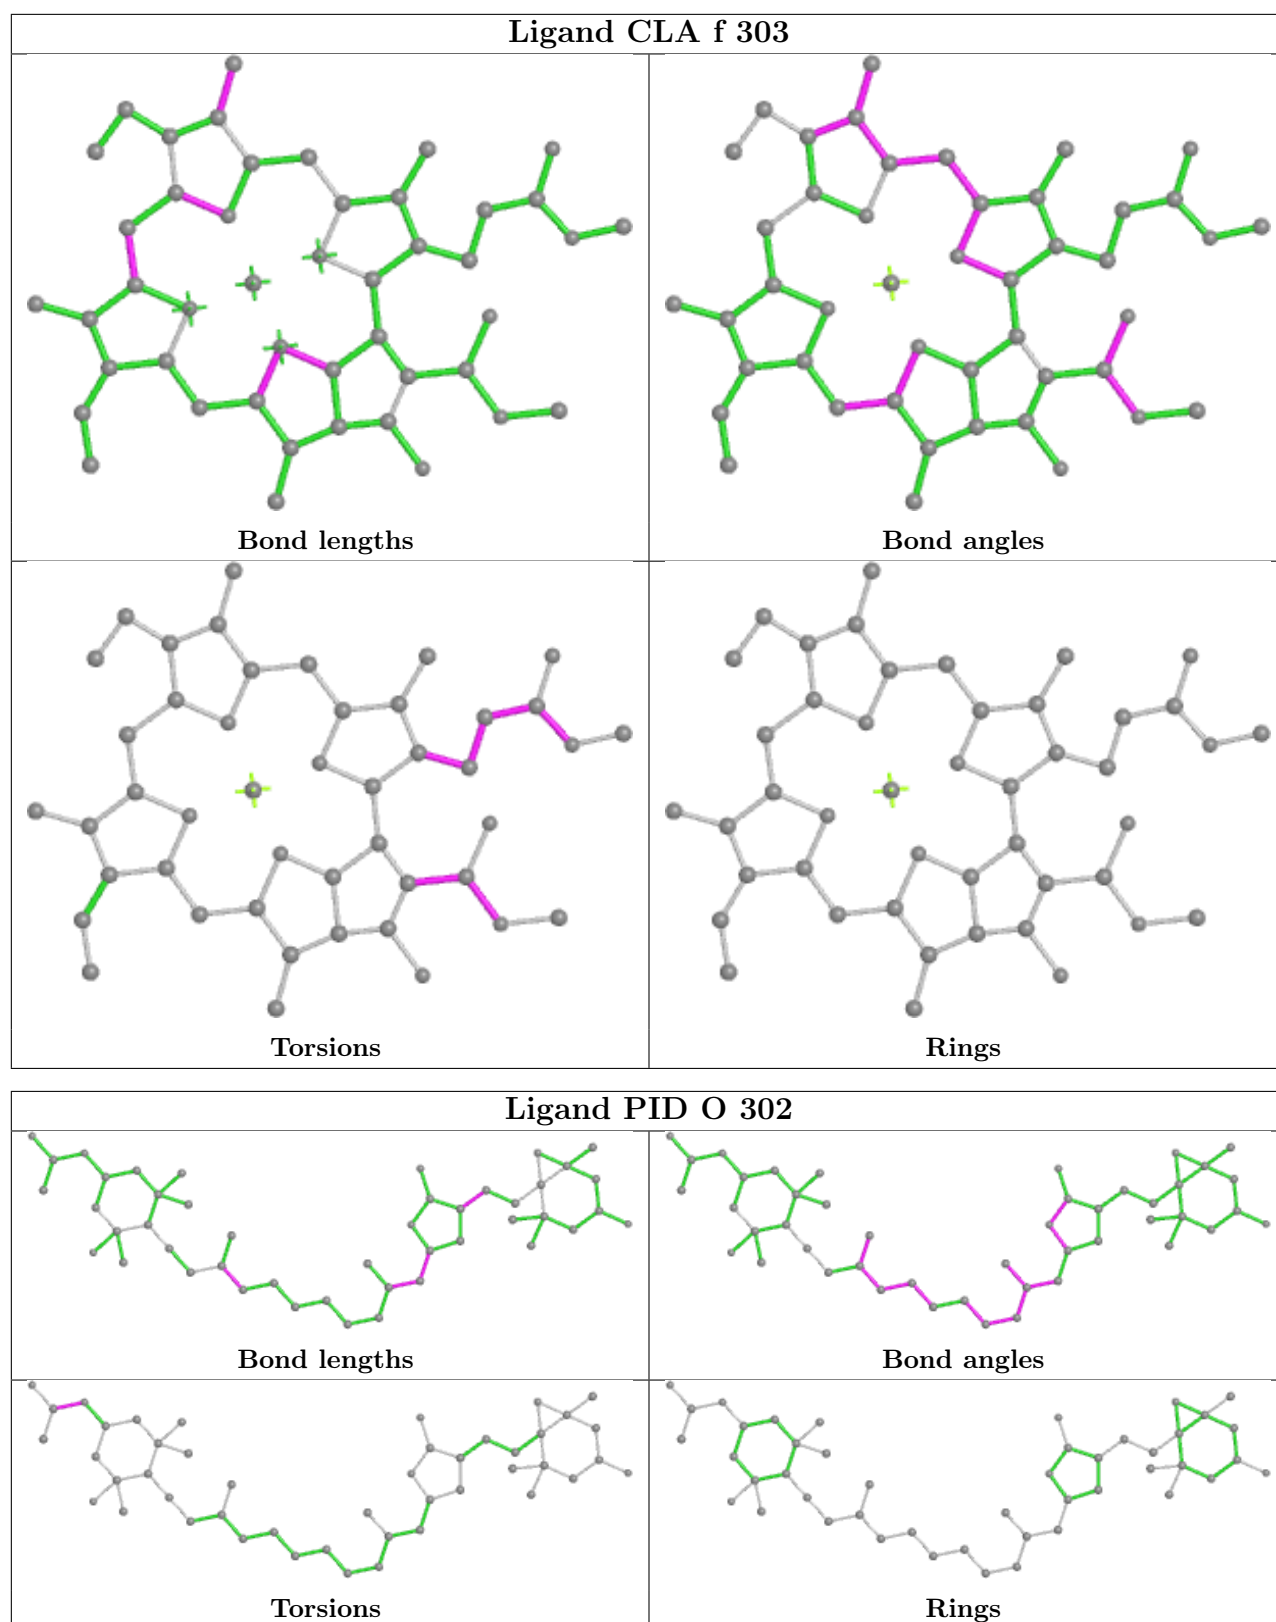 Ligand CLA f 303
Bond lengths
Bond angles
Torsions
Rings
Ligand PID O 302
Bond lengths
Bond angles
Torsions
Rings